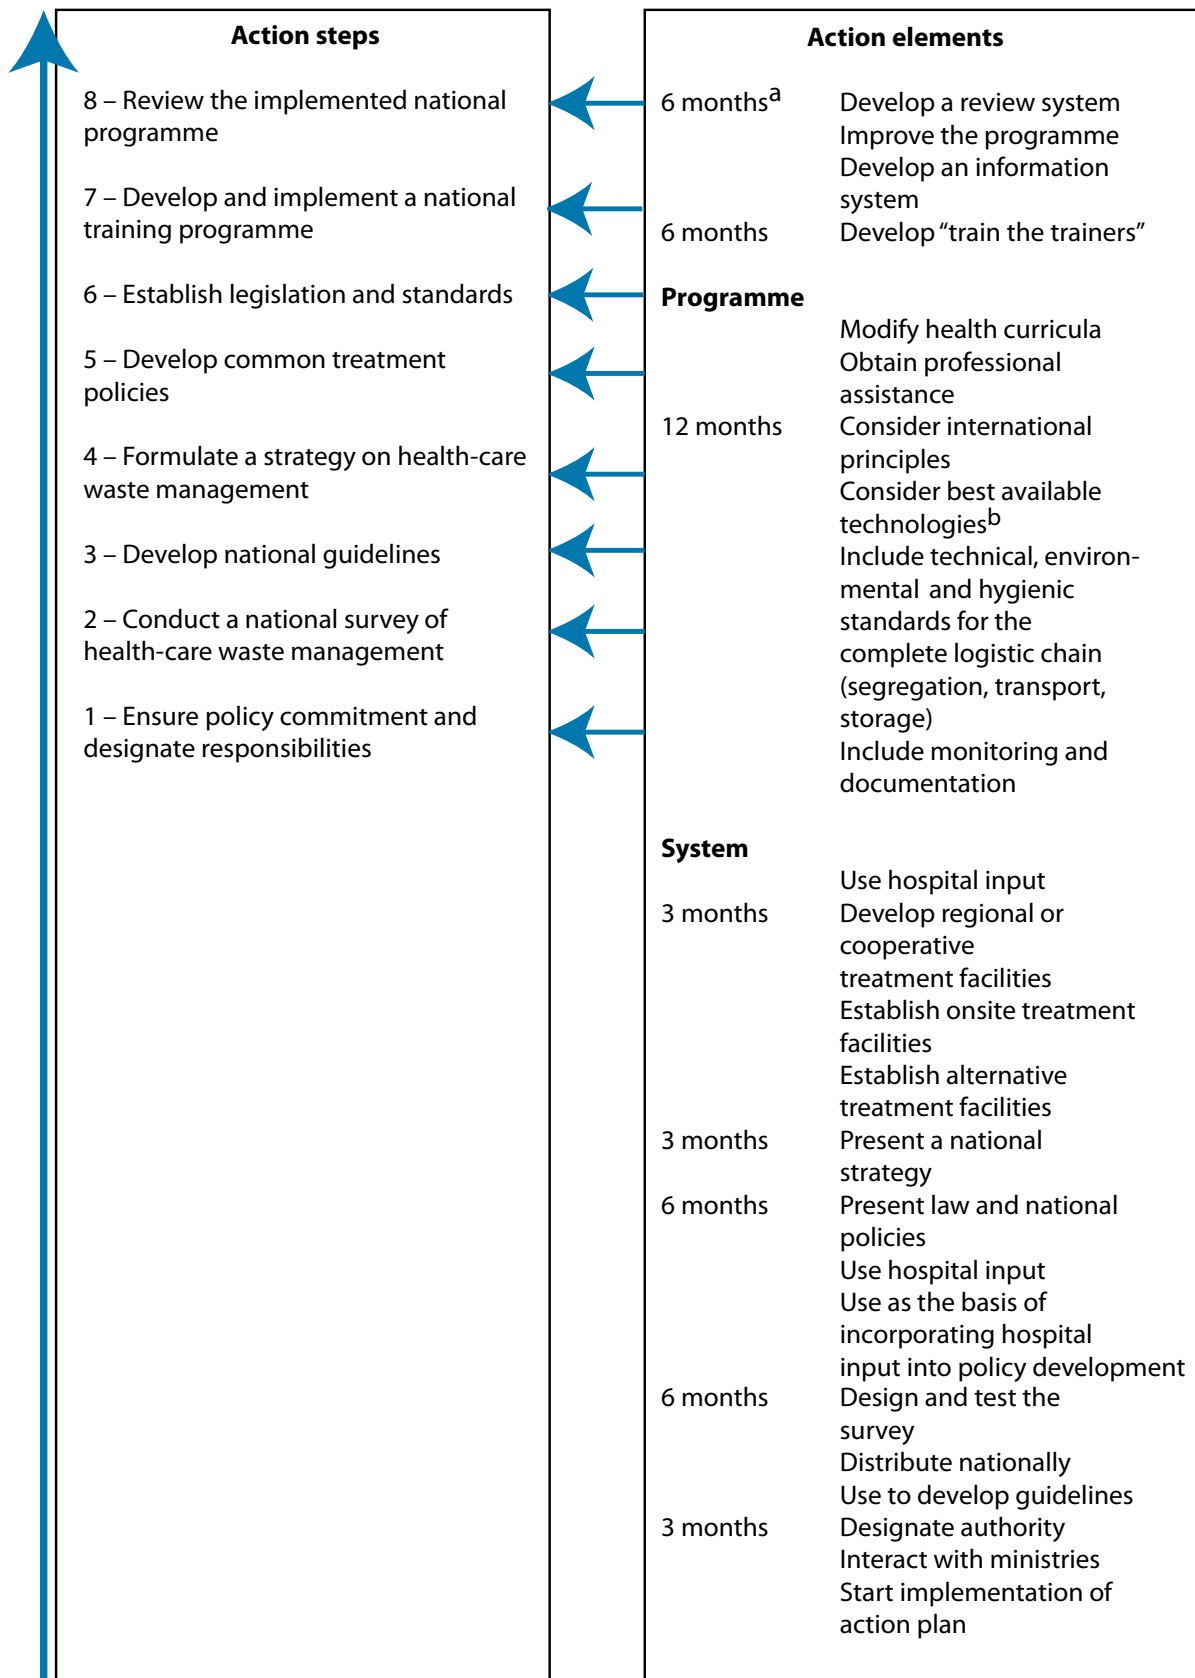 Action steps
8 – Review the implemented national
programme
7 – Develop and implement a national
training programme
6 – Establish legislation and standards
5 – Develop common treatment
policies
4 – Formulate a strategy on health-care
waste management
3 – Develop national guidelines
2 – Conduct a national survey of
health-care waste management
1 – Ensure policy commitment and
designate responsibilities
Action elements
6 monthsa Develop a review system
Improve the programme
Develop an information
system
6 months Develop “train the trainers”
Programme
Modify health curricula
Obtain professional
assistance
12 months Consider international
principles
Consider best available
technologiesb
Include technical, environ-
mental and hygienic
standards for the
complete logistic chain
(segregation, transport,
storage)
Include monitoring and
documentation
System
Use hospital input
3 months Develop regional or
cooperative
treatment facilities
Establish onsite treatment
facilities
Establish alternative
treatment facilities
3 months Present a national
strategy
6 months Present law and national
policies
Use hospital input
Use as the basis of
incorporating hospital
input into policy development
6 months Design and test the
survey
Distribute nationally
Use to develop guidelines
3 months Designate authority
Interact with ministries
Start implementation of
action plan